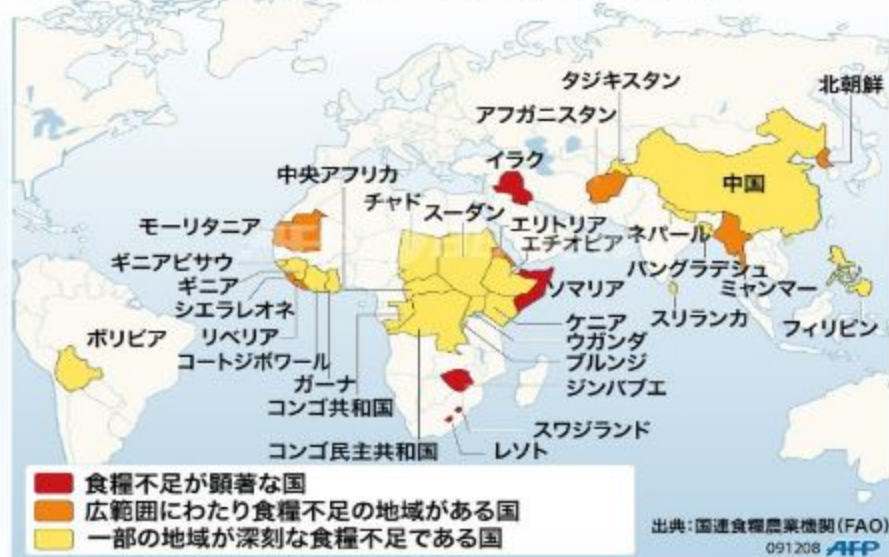 タジキスタン
北朝鮮
アフガニスタン
イラク
中央アフリカ
中国
チャド
スーダン
モーリタニア
エリトリア
ネパール
エチオピア
ギニアビサウ
バングラデシュ
ギニア
ソマリア
ミャンマー
シエラレオネ
ケニア
スリランカ
フィリピン
ボリビア
リベリア
ウガンダ
コートジボワール
ブルンジ
ガーナ
ジンバブエ
コンゴ共和国
スワジランド
コンゴ民主共和国
レソト
食糧不足が顕著な国
広範囲にわたり食糧不足の地域がある国
一部の地域が深刻な食糧不足である国
出典:国連食糧農業機関(FAO)
091208 AFP